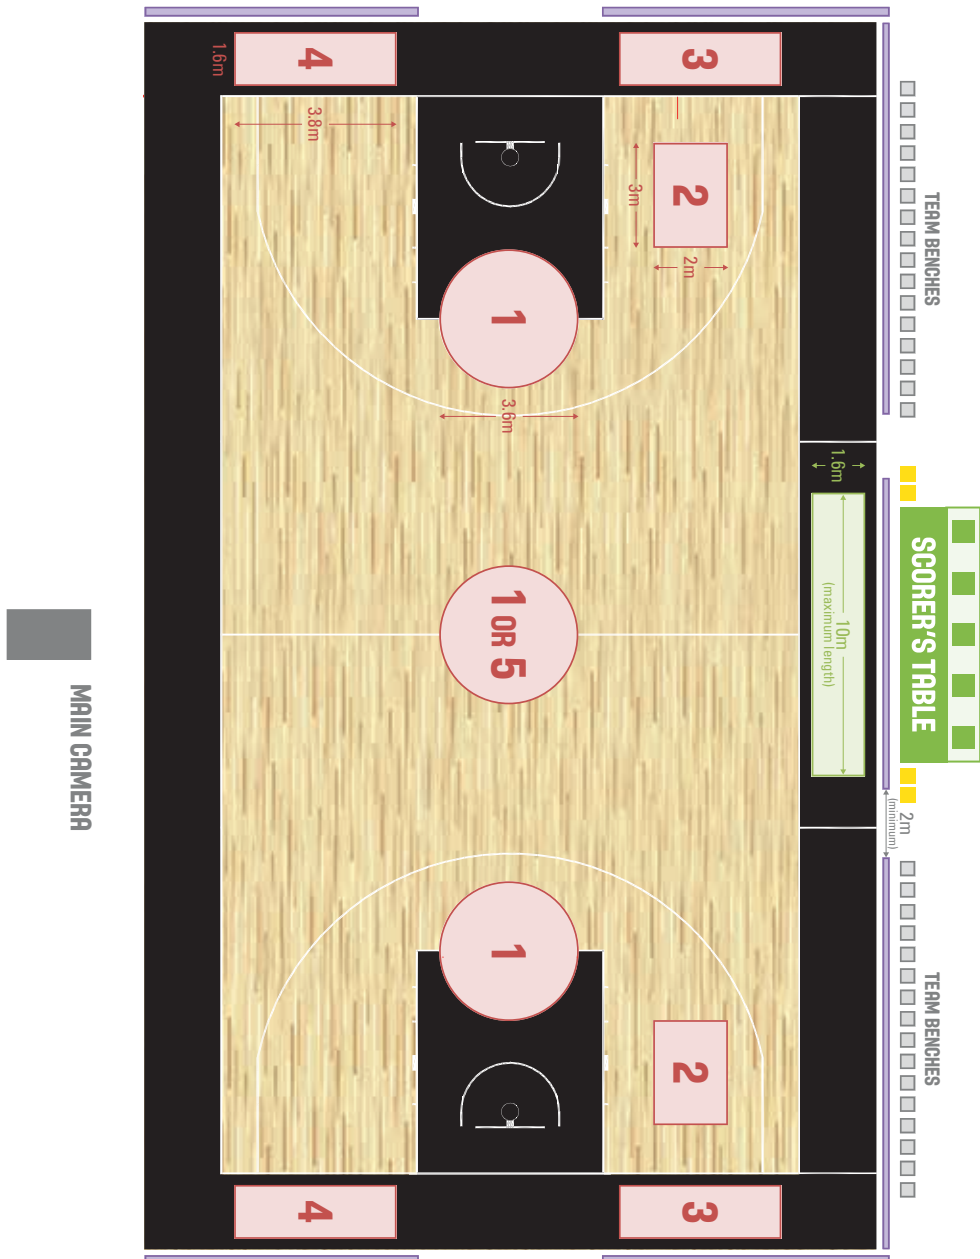 4
3
1.6m
3.8m
2
3m
2m
1
3.6m
TEAM BENCHES
1.6m
SCORER'S TABLE
10m
(maximum length)
1 OR 5
MAIN CAMERA
2m
(minimum)
1
2
TEAM BENCHES
4
3